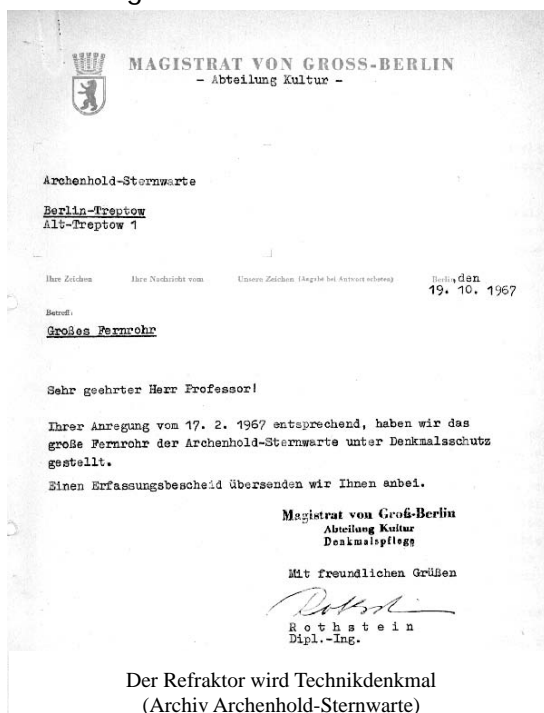 MAGISTRAT VON GROSS-BERLIN
- Abteilung Kultur -
Archenhold-Sternwarte
Berlin-Treptow
Alt-Treptow 1
Ihre Zeichen Ihre Nachricht vom Unsere Zeichen (Angabe bei Antwort erbeten) Berlin, den
19. 10. 1967
Betreff:
Großes Fernrohr
Sehr geehrter Herr Professor!
Ihrer Anregung vom 17. 2. 1967 entsprechend, haben wir das
große Fernrohr der Archenhold-Sternwarte unter Denkmalsschutz
gestellt.
Einen Erfassungsbescheid übersenden wir Ihnen anbei.
Magistrat von Groß-Berlin
Abteilung Kultur
Denkmalspflege
Mit freundlichen Grüßen
Rothstein
Dipl.-Ing.
Der Refraktor wird Technikdenkmal
(Archiv Archenhold-Sternwarte)